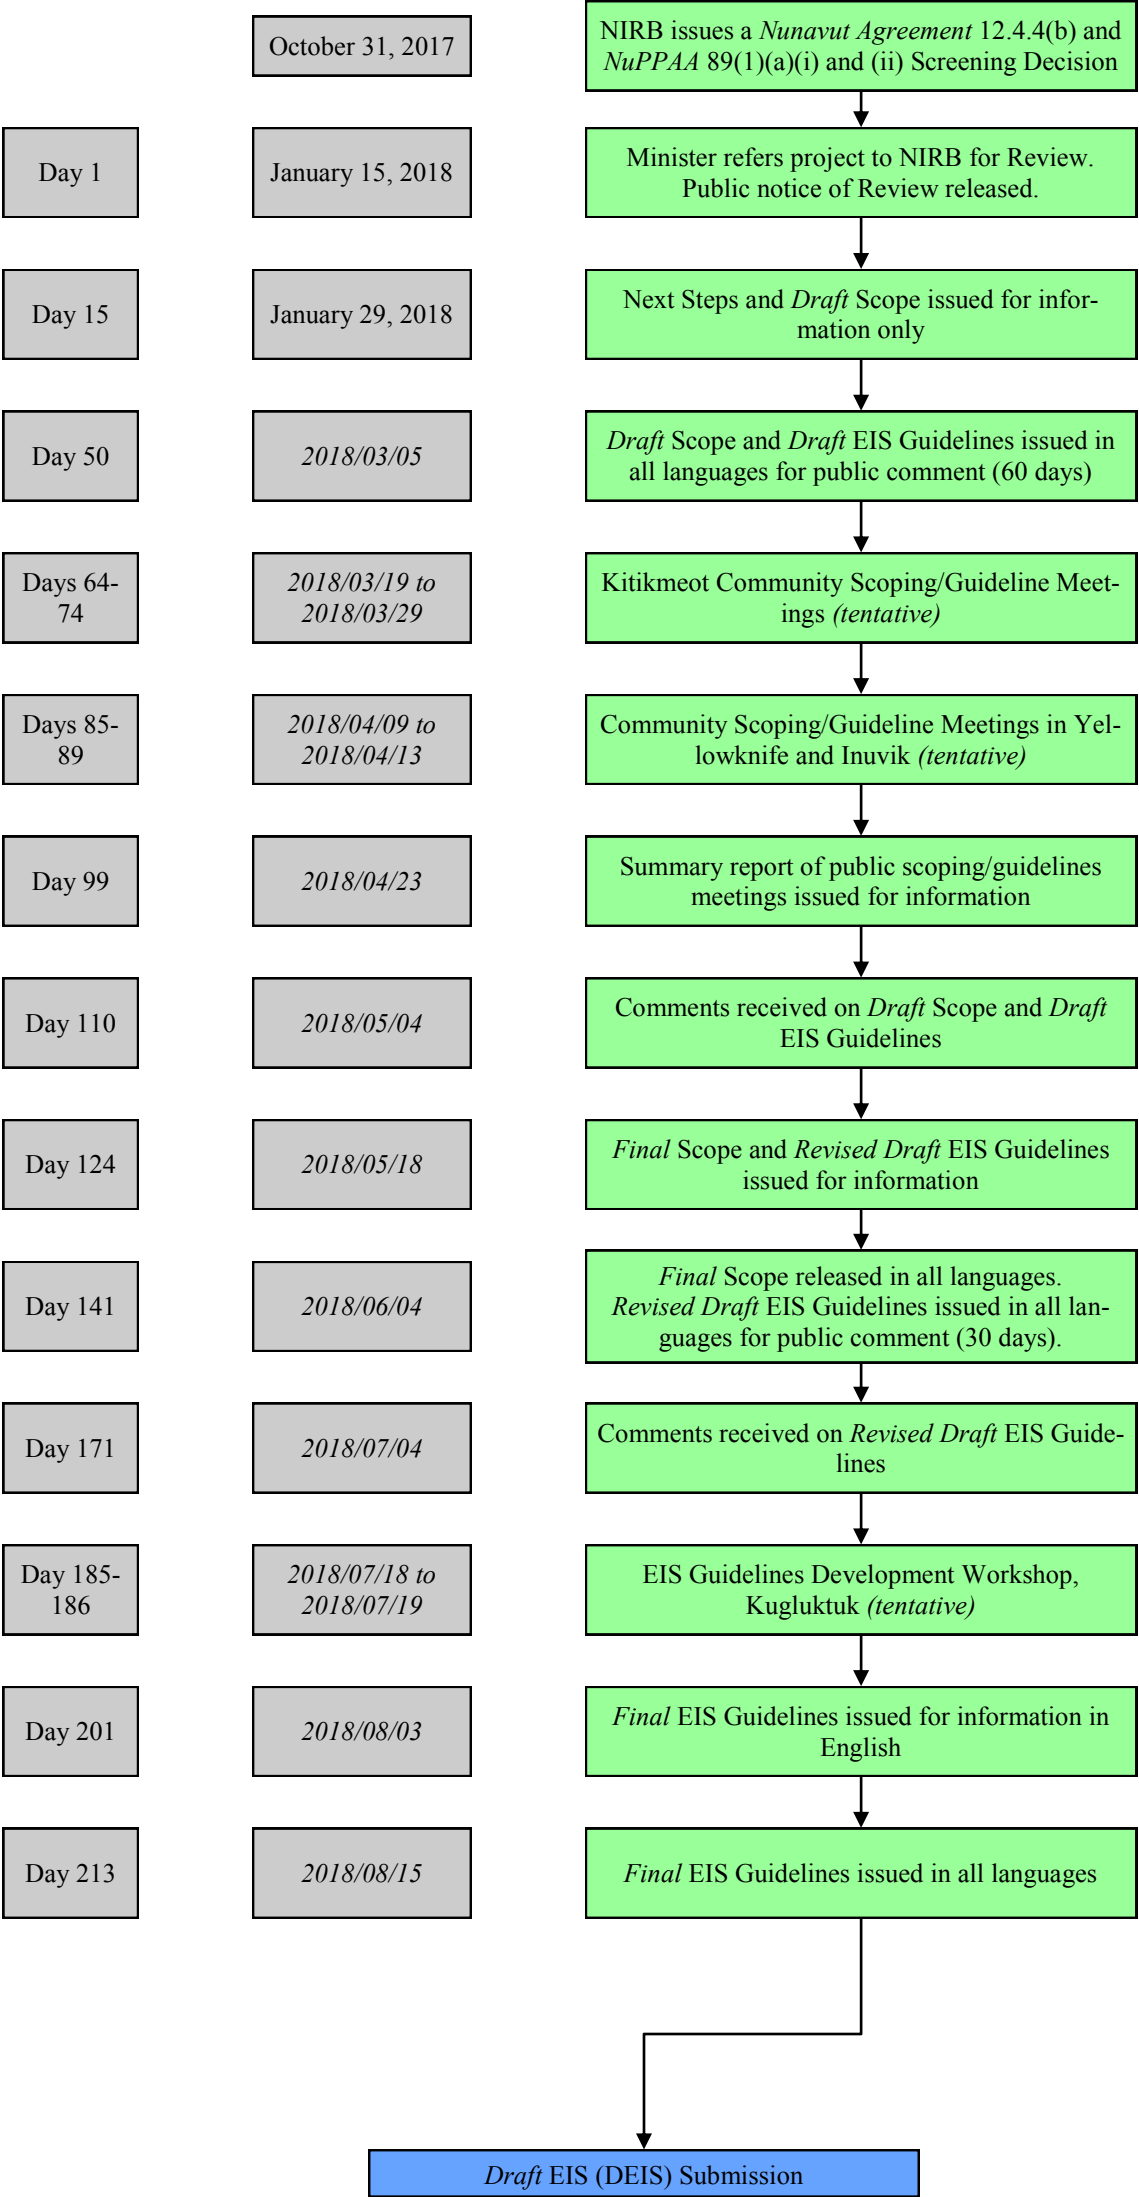 October 31, 2017
NIRB issues a Nunavut Agreement 12.4.4(b) and
NuPPAA 89(1)(a)(i) and (ii) Screening Decision
Day 1
January 15, 2018
Minister refers project to NIRB for Review.
Public notice of Review released.
Day 15
January 29, 2018
Next Steps and Draft Scope issued for infor-
mation only
Day 50
2018/03/05
Draft Scope and Draft EIS Guidelines issued in
all languages for public comment (60 days)
Days 64-
74
2018/03/19 to
2018/03/29
Kitikmeot Community Scoping/Guideline Meet-
ings (tentative)
Days 85-
89
2018/04/09 to
2018/04/13
Community Scoping/Guideline Meetings in Yel-
lowknife and Inuvik (tentative)
Day 99
2018/04/23
Summary report of public scoping/guidelines
meetings issued for information
Day 110
2018/05/04
Comments received on Draft Scope and Draft
EIS Guidelines
Day 124
2018/05/18
Final Scope and Revised Draft EIS Guidelines
issued for information
Day 141
2018/06/04
Final Scope released in all languages.
Revised Draft EIS Guidelines issued in all lan-
guages for public comment (30 days).
Day 171
2018/07/04
Comments received on Revised Draft EIS Guide-
lines
Day 185-
186
2018/07/18 to
2018/07/19
EIS Guidelines Development Workshop,
Kugluktuk (tentative)
Day 201
2018/08/03
Final EIS Guidelines issued for information in
English
Day 213
2018/08/15
Final EIS Guidelines issued in all languages
Draft EIS (DEIS) Submission